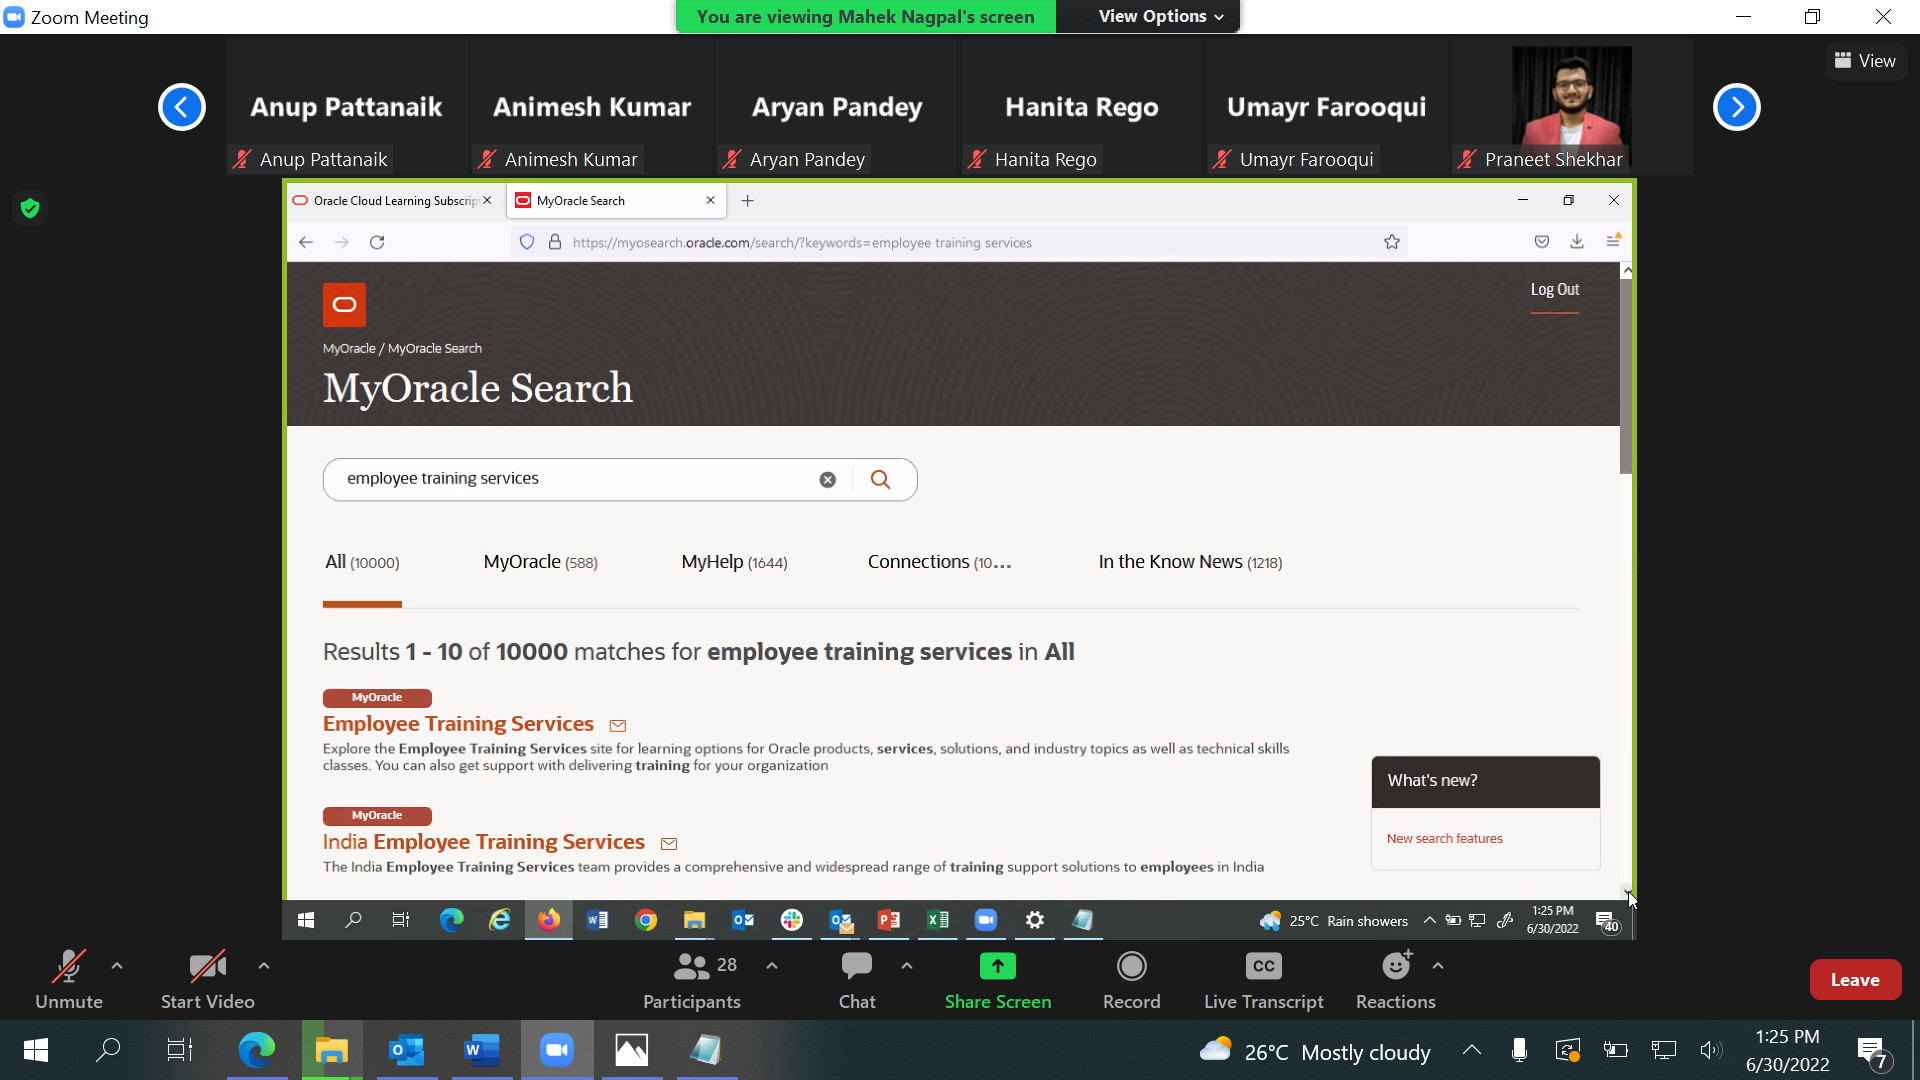 Zoom Meeting
You are viewing Mahek Nagpal's screen
View Options
View
Anup Pattanaik
Animesh Kumar
Aryan Pandey
Hanita Rego
Umayr Farooqui
Anup Pattanaik
Animesh Kumar
Aryan Pandey
Hanita Rego
Umayr Farooqui
Praneet Shekhar
Oracle Cloud Learning Subscrip
MyOracle Search
https://myosearch.oracle.com/search/?keywords=employee training services
Log Out
MyOracle / MyOracle Search
MyOracle Search
employee training services
All (10000)
MyOracle (588)
MyHelp (1644)
Connections (10...
In the Know News (1218)
Results 1 - 10 of 10000 matches for employee training services in All
MyOracle
Employee Training Services
Explore the Employee Training Services site for learning options for Oracle products, services, solutions, and industry topics as well as technical skills
classes. You can also get support with delivering training for your organization
MyOracle
India Employee Training Services
The India Employee Training Services team provides a comprehensive and widespread range of training support solutions to employees in India
What's new?
New search features
25°C Rain showers
1:25 PM
6/30/2022
40
Unmute
Start Video
28
Participants
Chat
Share Screen
Record
CC
Live Transcript
Reactions
Leave
26°C Mostly cloudy
1:25 PM
6/30/2022
7